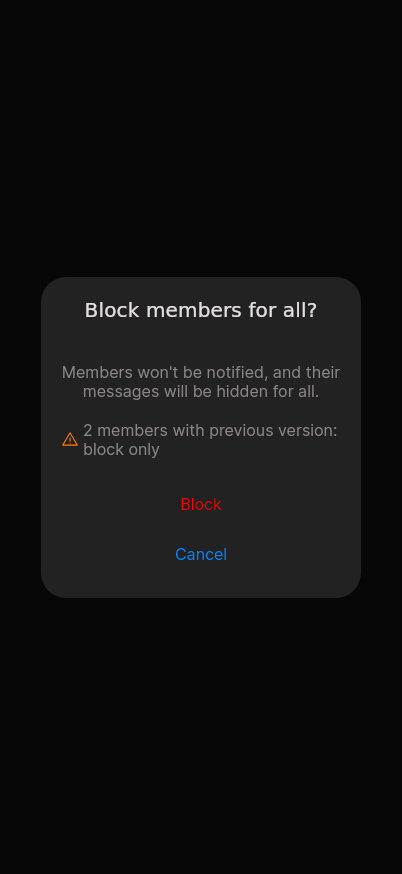 Block members for all?
Members won't be notified, and their
messages will be hidden for all.
2 members with previous version:
block only
Block
Cancel